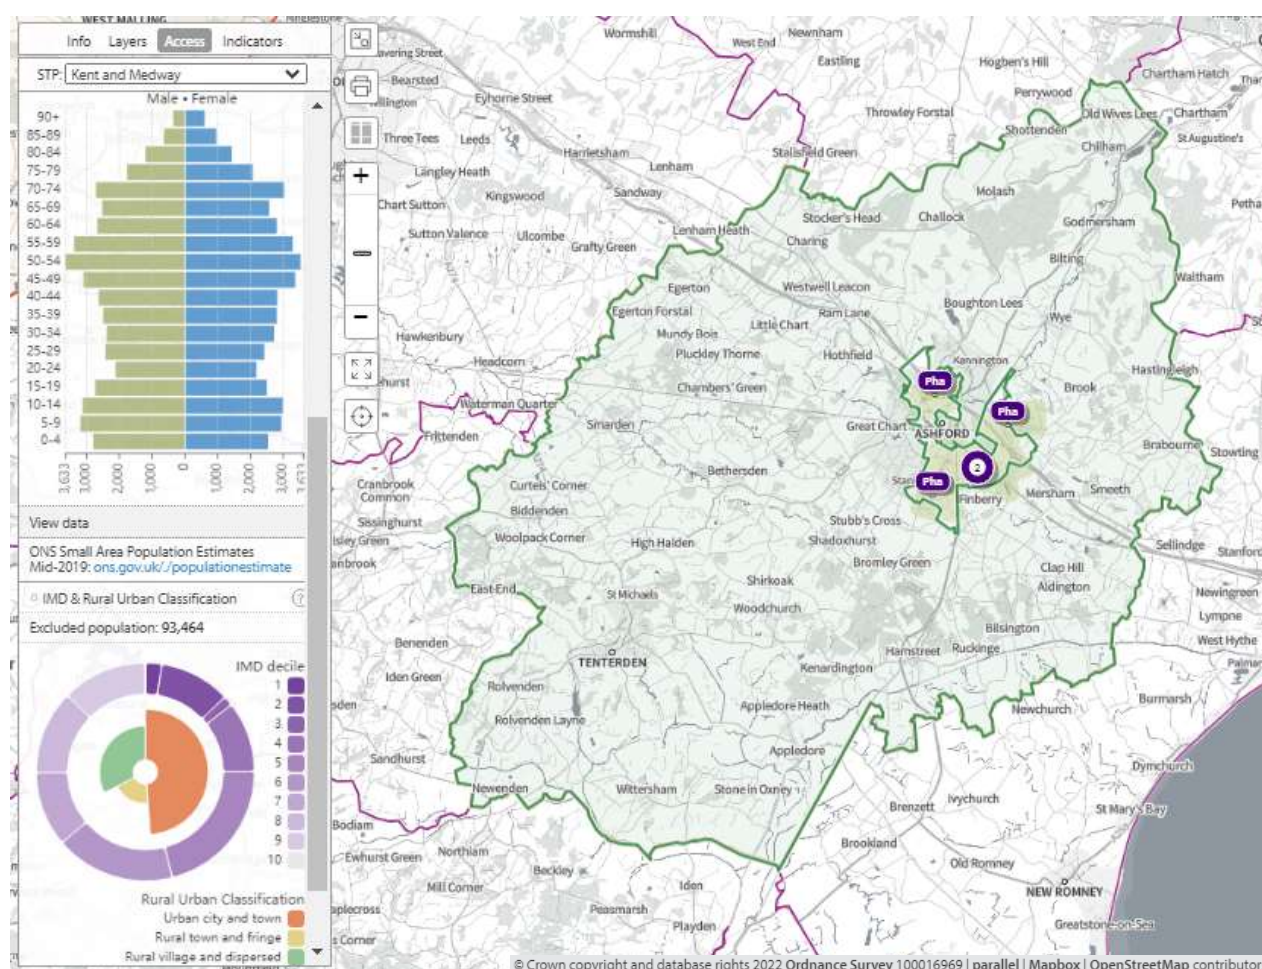 WEST MALLING
Info Layers Access Indicators
STP: Kent and Medway
Male • Female
90+
85-89
80-84
75-79
70-74
65-69
60-64
55-59
50-54
45-49
40-44
35-39
30-34
25-29
20-24
15-19
10-14
5-9
0-4
3,633 3,000 2,000 1,000 0 1,000 2,000 3,000
View data
ONS Small Area Population Estimates
Mid-2019: ons.gov.uk/./populationestimate
IMD & Rural Urban Classification ?
Excluded population: 93,464
IMD decile
1
2
3
4
5
6
7
8
9
10
Rural Urban Classification
Urban city and town
Rural town and fringe
Rural village and dispersed
+
−
Wormshill
West End
Newnham
Eastling
Hogben's Hill
Chartham Hatch
Perrywood
Throwley Forstal
Old Wives Lees
Chartham
Shottenden
St Augustine's
Chilham
Bearsted
Eyhorne Street
Three Tees
Leeds
Harrietsham
Stalisfield Green
Lenham
Langley Heath
Kingswood
Sandway
Molash
Chart Sutton
Stocker's Head
Challock
Godmersham
Sutton Valence
Ulcombe
Grafty Green
Lenham Heath
Charing
Bilting
Waltham
Egerton
Westwell Leacon
Boughton Lees
Egerton Forstal
Ram Lane
Wye
Little Chart
Mundy Bois
Hawkenbury
Pluckley Thorne
Hothfield
Kennington
Headcorn
Hastingleigh
Pha
Chambers' Green
Brook
Waterman Quarter
Pha
Smarden
Great Chart
ASHFORD
Frittenden
Brabourne
Stowting
Bethersden
2
Pha
Cranbrook
Common
Curteis' Corner
Finberry
Mersham
Smeeth
Biddenden
Sissinghurst
Stubb's Cross
Woolpack Corner
High Halden
Shadoxhurst
Sellindge
Stanford
Bromley Green
Clap Hill
Aldington
Shirkoak
East End
St Michaels
Newingreen
Woodchurch
Lympne
Bilsington
West Hythe
Benenden
Hamstreet
Ruckinge
TENTERDEN
Kenardington
Iden Green
Rolvenden
Burmarsh
Appledore Heath
Newchurch
Rolvenden Layne
Sandhurst
Appledore
Dymchurch
Newenden
Wittersham
Stone in Oxney
Ivychurch
Brenzett
St Mary's Bay
Bodiam
Brookland
Northiam
Ewhurst Green
Old Romney
Beckley
Iden
Mill Corner
NEW ROMNEY
Peasmarsh
Playden
Greatstone-on-Sea
© Crown copyright and database rights 2022 Ordnance Survey 100016969 | parallel | Mapbox | OpenStreetMap contributor